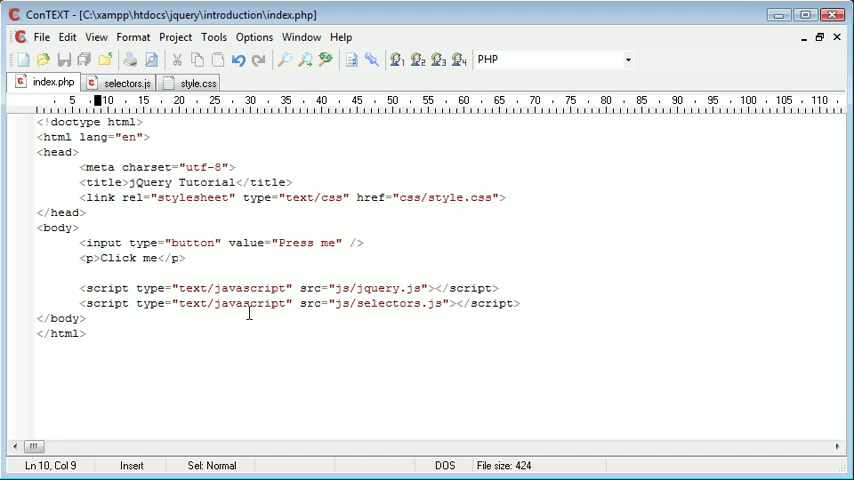 ConTEXT - [C:\xampp\htdocs\jquery\introduction\index.php]
File Edit View Format Project Tools Options Window Help
1 2 3 4 PHP
index.php selectors.js style.css
5 10 15 20 25 30 35 40 45 50 55 60 65 70 75 80 85 90 95 100 105 110
<!doctype html>
<html lang="en">
<head>
<meta charset="utf-8">
<title>jQuery Tutorial</title>
<link rel="stylesheet" type="text/css" href="css/style.css">
</head>
<body>
<input type="button" value="Press me" />
<p>Click me</p>
<script type="text/javascript" src="js/jquery.js"></script>
<script type="text/javascript" src="js/selectors.js"></script>
</body>
</html>
Ln 10, Col 9 Insert Sel: Normal DOS File size: 424